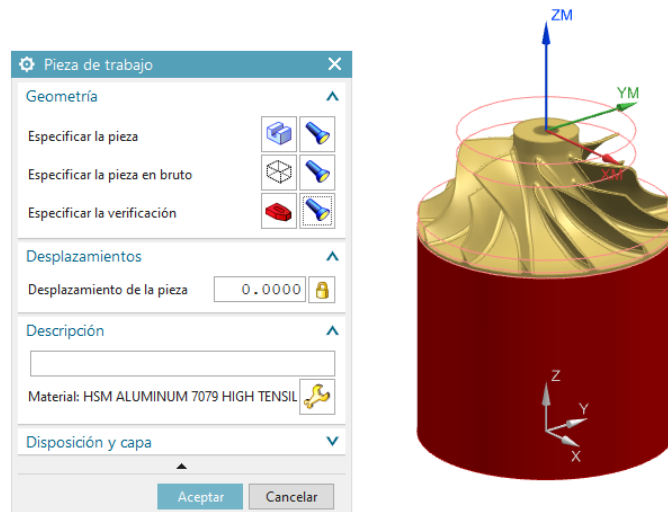 Pieza de trabajo
Geometría
Especificar la pieza
Especificar la pieza en bruto
Especificar la verificación
Desplazamientos
Desplazamiento de la pieza 0.0000
Descripción
Material: HSM ALUMINUM 7079 HIGH TENSIL
Disposición y capa
Aceptar Cancelar
ZM
YM
XM
Z
Y
X